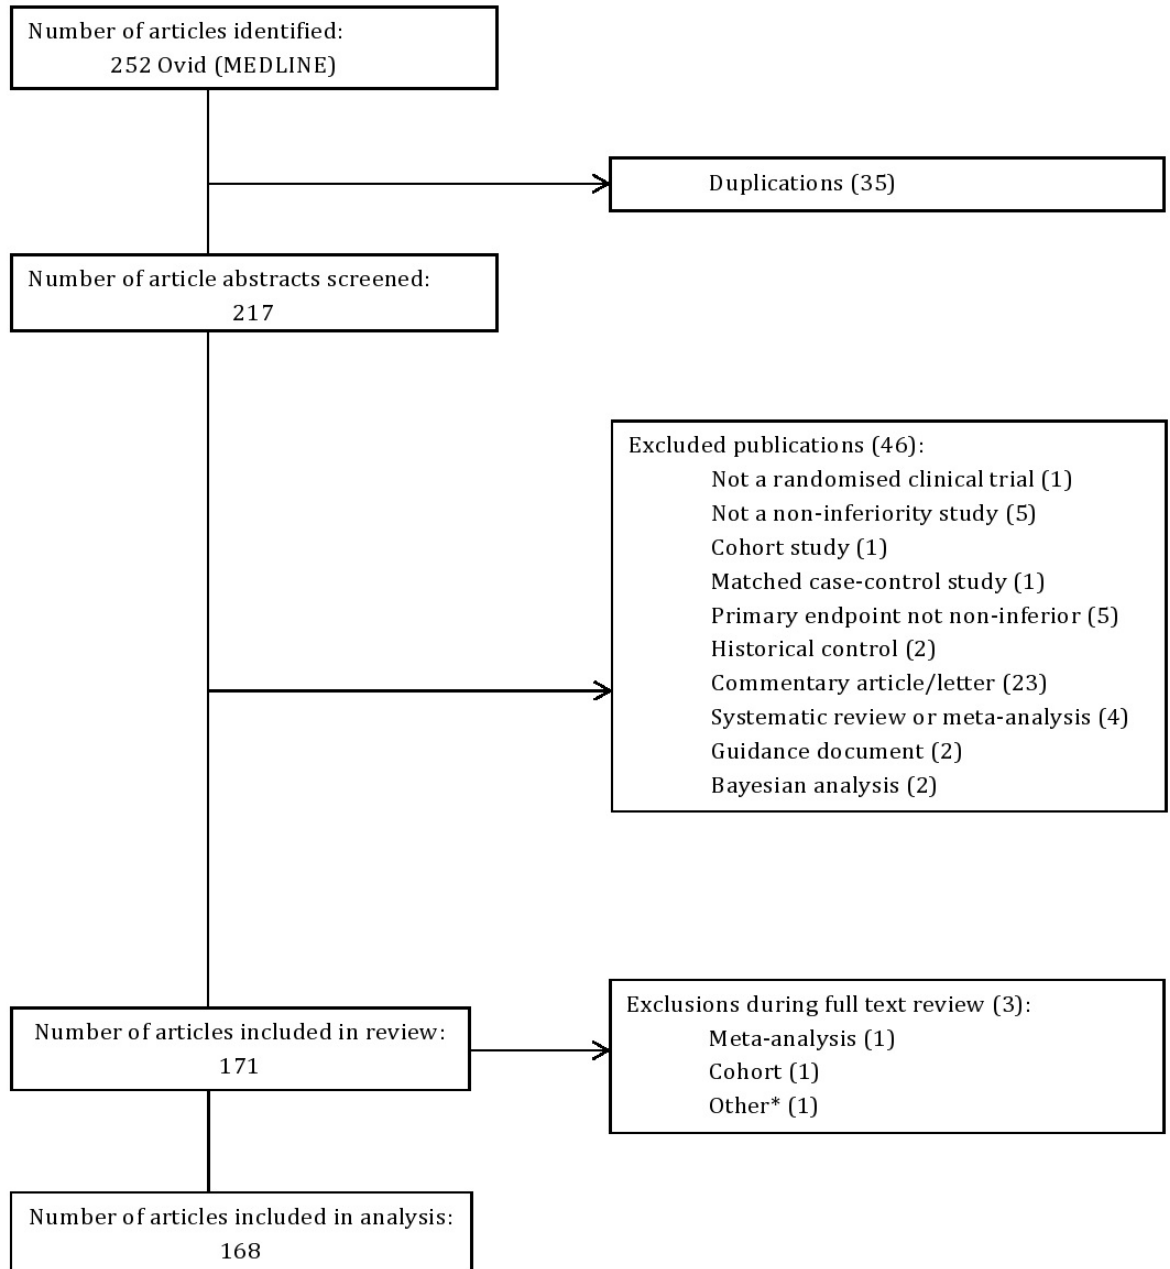 Number of articles identified:
252 Ovid (MEDLINE)
Duplications (35)
Number of article abstracts screened:
217
Excluded publications (46):
Not a randomised clinical trial (1)
Not a non-inferiority study (5)
Cohort study (1)
Matched case-control study (1)
Primary endpoint not non-inferior (5)
Historical control (2)
Commentary article/letter (23)
Systematic review or meta-analysis (4)
Guidance document (2)
Bayesian analysis (2)
Number of articles included in review:
171
Exclusions during full text review (3):
Meta-analysis (1)
Cohort (1)
Other* (1)
Number of articles included in analysis:
168